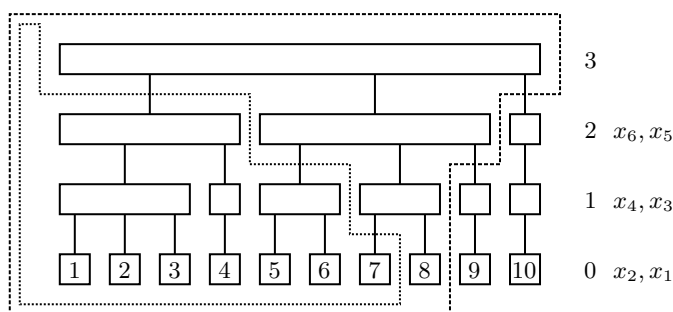 3
2 x₆, x₅
1 x₄, x₃
1 2 3 4 5 6 7 8 9 10 0 x₂, x₁